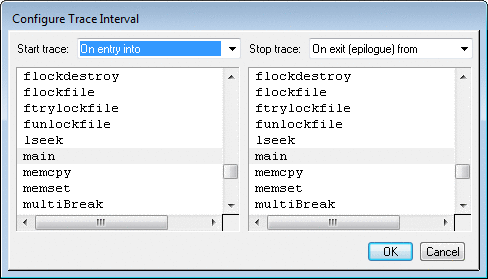 Configure Trace Interval
Start trace: On entry into
Stop trace: On exit (epilogue) from
flockdestroy
flockfile
ftrylockfile
funlockfile
lseek
main
memcpy
memset
multiBreak
flockdestroy
flockfile
ftrylockfile
funlockfile
lseek
main
memcpy
memset
multiBreak
OK
Cancel